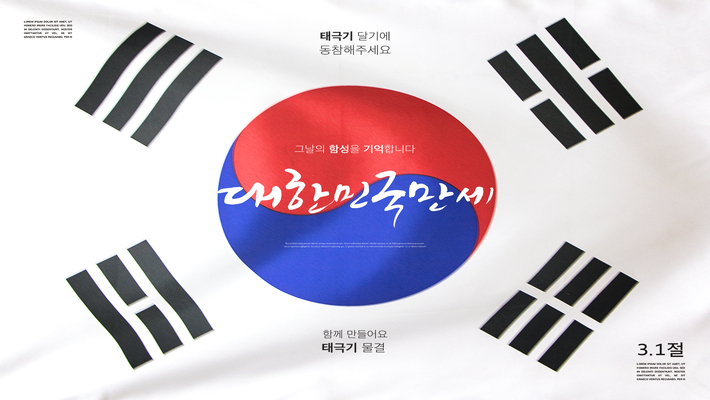 태극기 달기에
동참해주세요
그날의 함성을 기억합니다
대한민국만세
함께 만들어요
태극기 물결
3.1절